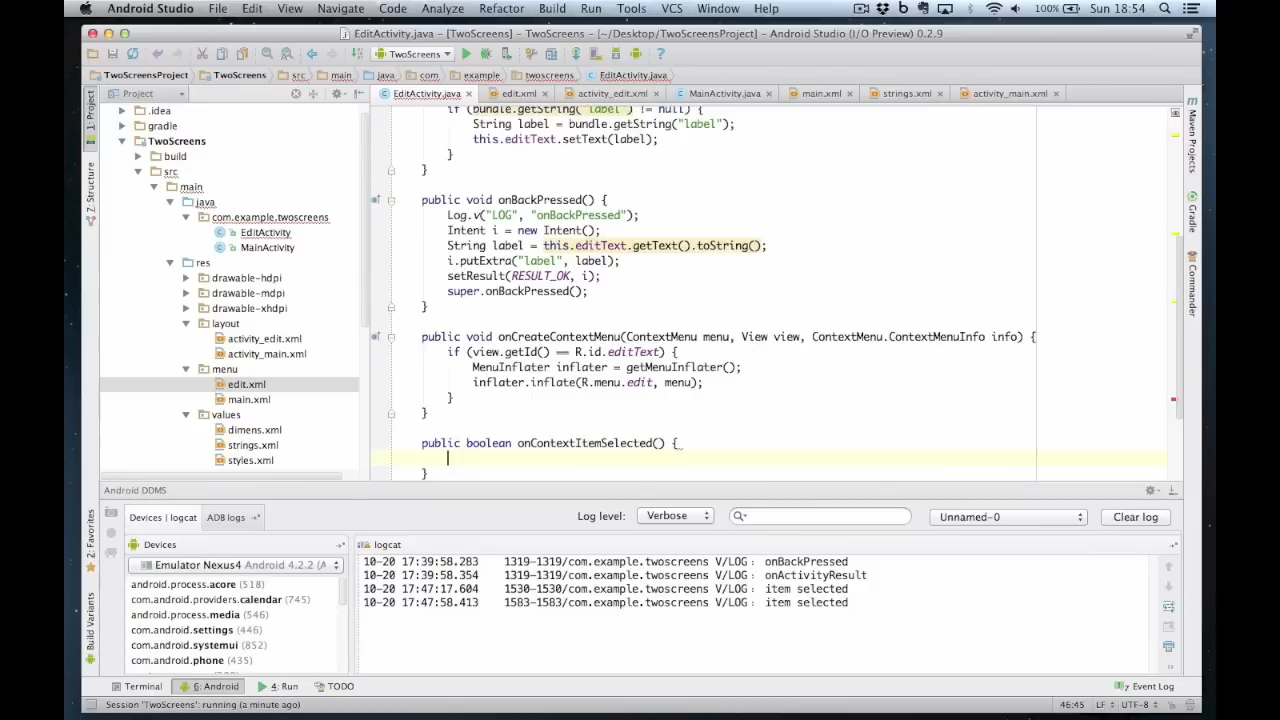 Android Studio File Edit View Navigate Code Analyze Refactor Build Run Tools VCS Window Help 100% Sun 18:54
EditActivity.java - [TwoScreens] - TwoScreens - [~/Desktop/TwoScreensProject] - Android Studio (I/O Preview) 0.2.9
TwoScreens
TwoScreensProject TwoScreens src main java com example twoscreens EditActivity.java
Project
EditActivity.java edit.xml activity_edit.xml MainActivity.java main.xml strings.xml activity_main.xml
1: Project
7: Structure
2: Favorites
Build Variants
.idea
gradle
TwoScreens
build
src
main
java
com.example.twoscreens
EditActivity
MainActivity
res
drawable-hdpi
drawable-mdpi
drawable-xhdpi
layout
activity_edit.xml
activity_main.xml
menu
edit.xml
main.xml
values
dimens.xml
strings.xml
styles.xml
if (bundle.getString("label") != null) {
String label = bundle.getString("label");
this.editText.setText(label);
}
}
public void onBackPressed() {
Log.v("LOG", "onBackPressed");
Intent i = new Intent();
String label = this.editText.getText().toString();
i.putExtra("label", label);
setResult(RESULT_OK, i);
super.onBackPressed();
}
public void onCreateContextMenu(ContextMenu menu, View view, ContextMenu.ContextMenuInfo info) {
if (view.getId() == R.id.editText) {
MenuInflater inflater = getMenuInflater();
inflater.inflate(R.menu.edit, menu);
}
}
public boolean onContextItemSelected() {
}
Maven Projects
Gradle
Commander
Android DDMS
Devices | logcat ADB logs Log level: Verbose Unnamed-0 Clear log
Devices
Emulator Nexus4 Android 4.2.2
android.process.acore (518)
com.android.providers.calendar (745)
android.process.media (546)
com.android.settings (446)
com.android.systemui (852)
com.android.phone (435)
logcat
10-20 17:39:58.283 1319-1319/com.example.twoscreens V/LOG: onBackPressed
10-20 17:39:58.354 1319-1319/com.example.twoscreens V/LOG: onActivityResult
10-20 17:47:17.604 1530-1530/com.example.twoscreens V/LOG: item selected
10-20 17:47:58.413 1583-1583/com.example.twoscreens V/LOG: item selected
Terminal 6: Android 4: Run TODO 7 Event Log
Session 'TwoScreens': running (a minute ago) 46:45 LF UTF-8